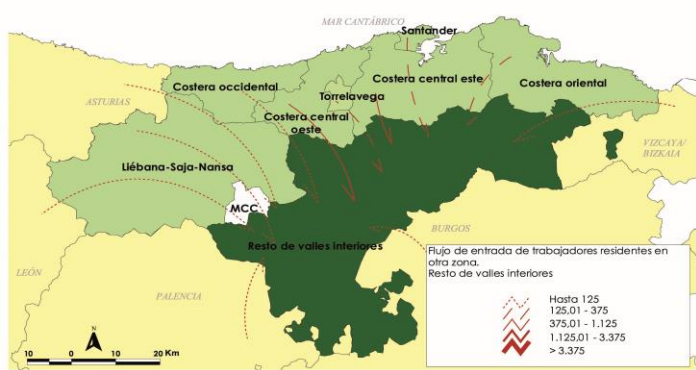 MAR CANTÁBRICO
Santander
Costera occidental
Costera central este
Costera oriental
Torrelavega
ASTURIAS
Costera central
oeste
VIZCAYA/
BIZKAIA
Liébana-Saja-Nansa
MCC
BURGOS
Resto de valles interiores
LEÓN
PALENCIA
Flujo de entrada de trabajadores residentes en
otra zona.
Resto de valles interiores
Hasta 125
125,01 - 375
375,01 - 1.125
1.125,01 - 3.375
> 3.375
N
10 0 10 20 Km